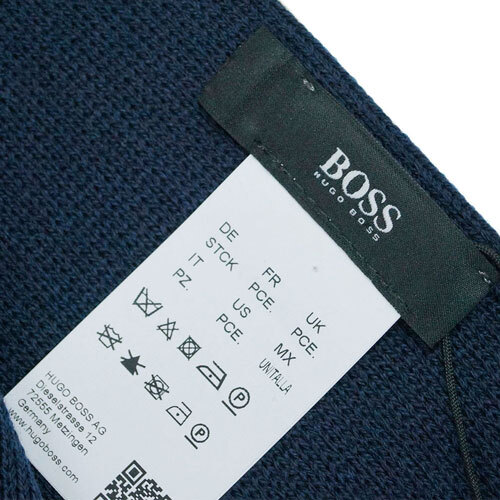 BOSS
HUGO BOSS
DE
STCK
IT
PZ.
FR
PCE.
US
PCE.
UK
PCE.
MX
UNITALLA
HUGO BOSS AG
Dieselstrasse 12
72555 Metzingen
Germany
www.hugoboss.com